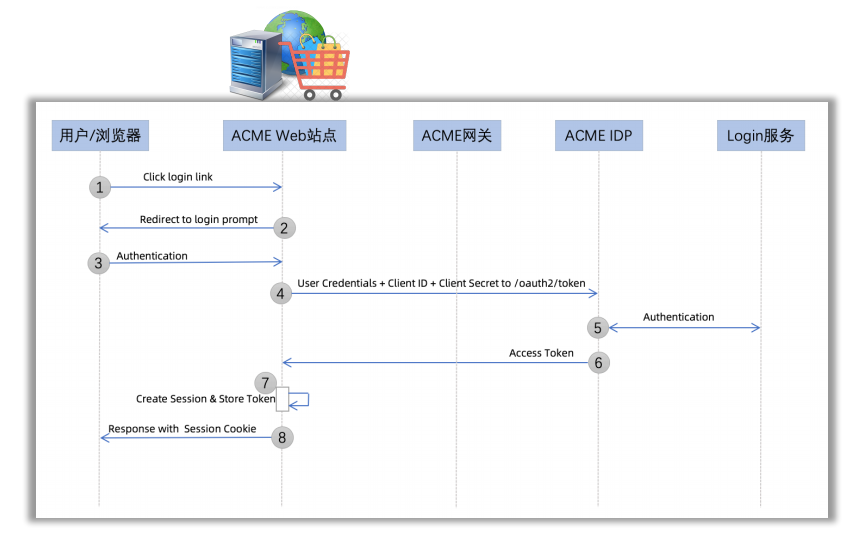 用户/浏览器
ACME Web站点
ACME网关
ACME IDP
Login服务
1
Click login link
Redirect to login prompt
2
3
Authentication
4
User Credentials + Client ID + Client Secret to /oauth2/token
5
Authentication
Access Token
6
7
Create Session & Store Token
Response with Session Cookie
8